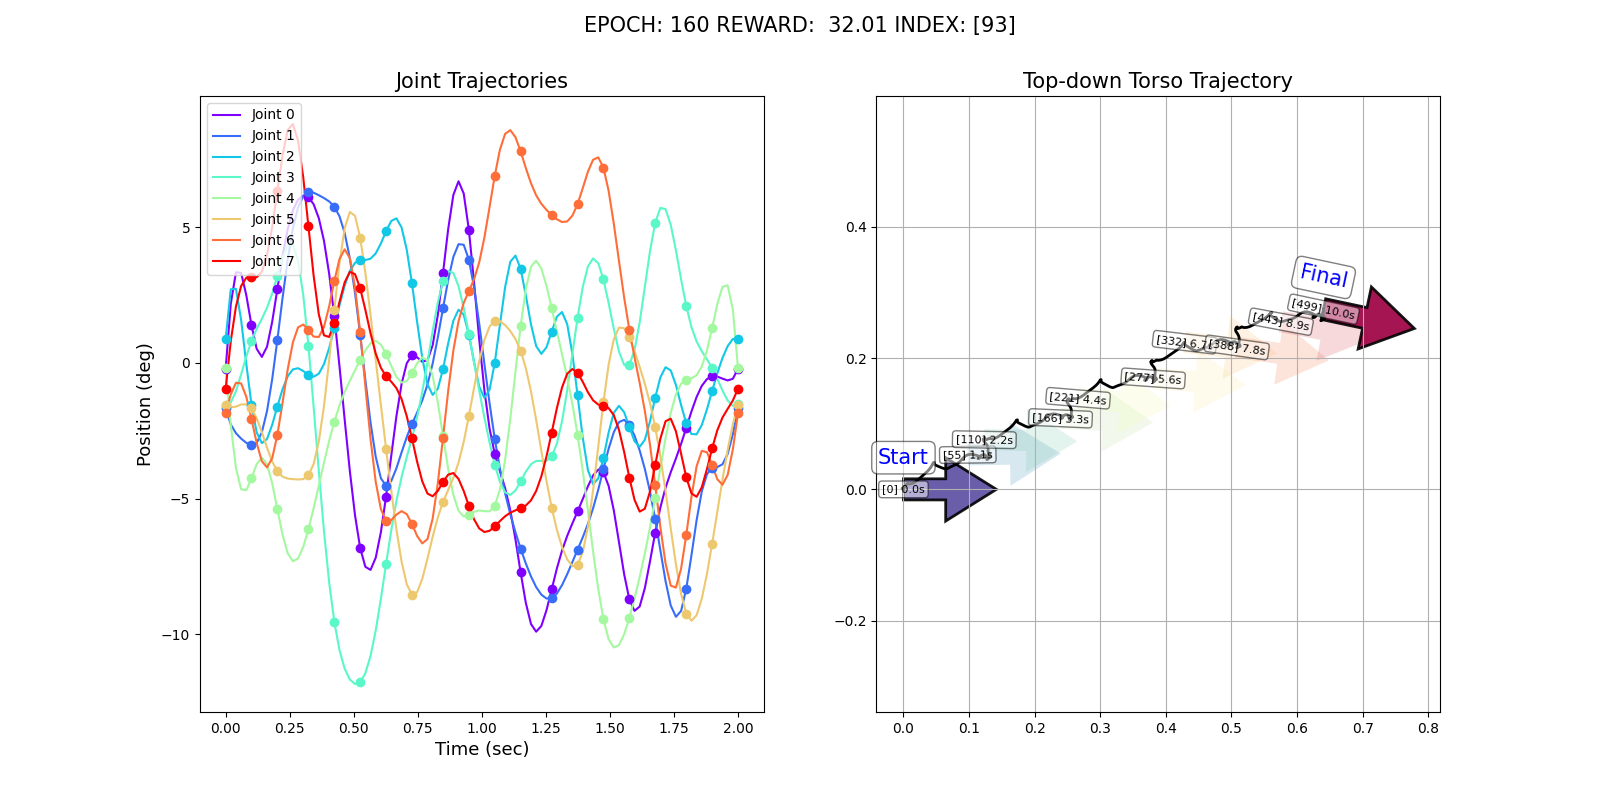 EPOCH: 160 REWARD:  32.01 INDEX: [93]
Joint Trajectories
Joint 0
Joint 1
Joint 2
Joint 3
Joint 4
Joint 5
Joint 6
Joint 7
5
0
−5
−10
Position (deg)
0.00 0.25 0.50 0.75 1.00 1.25 1.50 1.75 2.00
Time (sec)
Top-down Torso Trajectory
0.4
0.2
0.0
−0.2
Final
[499] 10.0s
[443] 8.9s
[332] 6.7
[388] 7.8s
[277] 5.6s
[221] 4.4s
[166] 3.3s
[110] 2.2s
[55] 1.1s
Start
[0] 0.0s
0.0 0.1 0.2 0.3 0.4 0.5 0.6 0.7 0.8